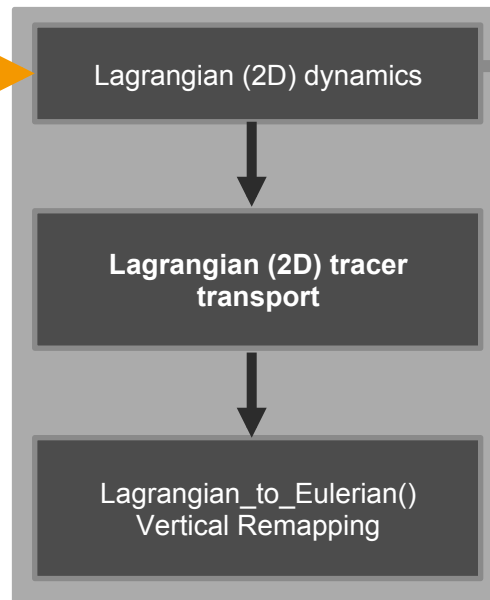 Lagrangian (2D) dynamics
Lagrangian (2D) tracer
transport
Lagrangian_to_Eulerian()
Vertical Remapping